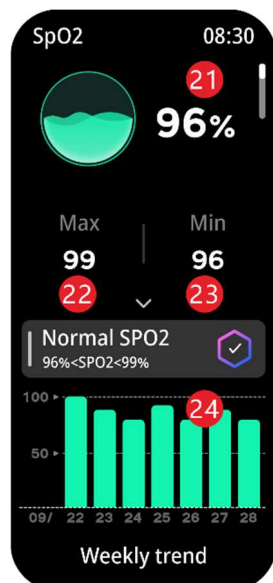 SpO2 08:30
21
96%
Max Min
99 96
22 23
Normal SPO2
96%<SPO2<99%
24
100
50
09/ 22 23 24 25 26 27 28
Weekly trend